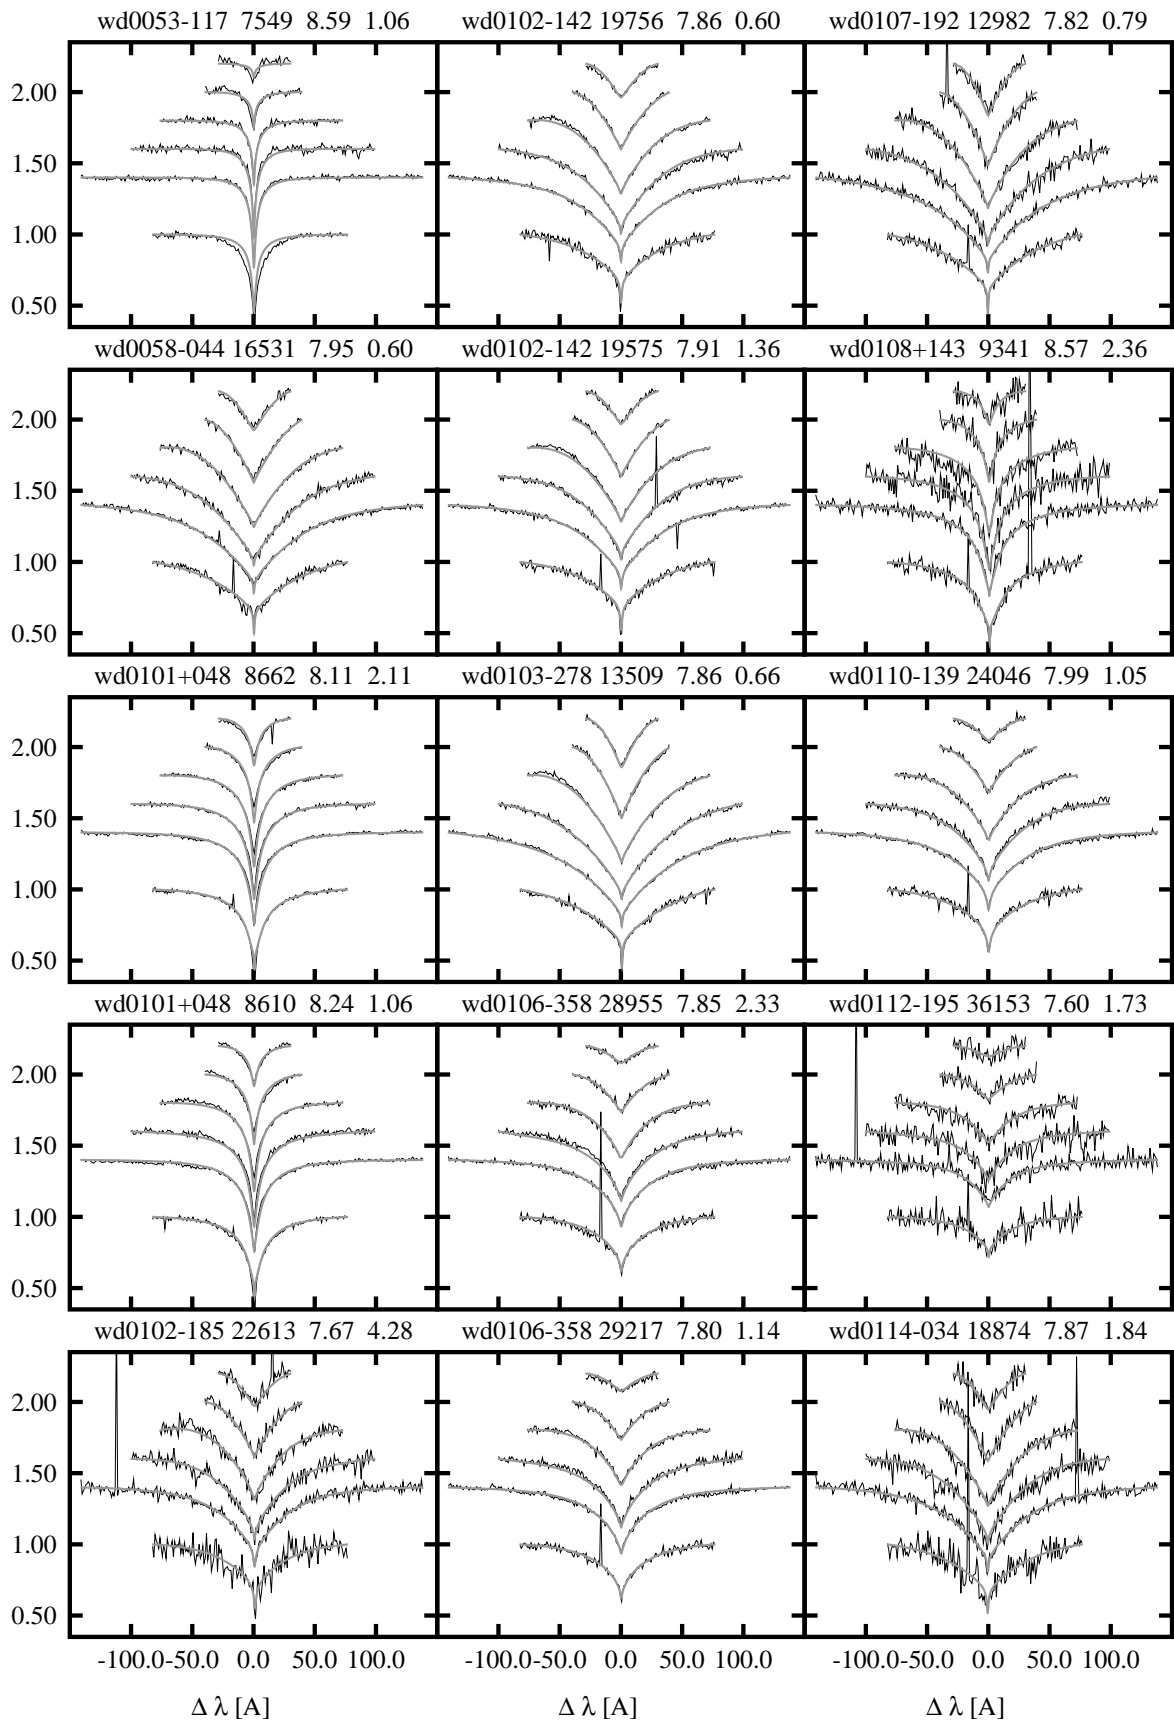 wd0053-117 7549 8.59 1.06
wd0102-142 19756 7.86 0.60
wd0107-192 12982 7.82 0.79
2.00
1.50
1.00
0.50
wd0058-044 16531 7.95 0.60
wd0102-142 19575 7.91 1.36
wd0108+143 9341 8.57 2.36
2.00
1.50
1.00
0.50
wd0101+048 8662 8.11 2.11
wd0103-278 13509 7.86 0.66
wd0110-139 24046 7.99 1.05
2.00
1.50
1.00
0.50
wd0101+048 8610 8.24 1.06
wd0106-358 28955 7.85 2.33
wd0112-195 36153 7.60 1.73
2.00
1.50
1.00
0.50
wd0102-185 22613 7.67 4.28
wd0106-358 29217 7.80 1.14
wd0114-034 18874 7.87 1.84
2.00
1.50
1.00
0.50
-100.0 -50.0 0.0 50.0 100.0
-100.0 -50.0 0.0 50.0 100.0
-100.0 -50.0 0.0 50.0 100.0
Δ λ [A]
Δ λ [A]
Δ λ [A]